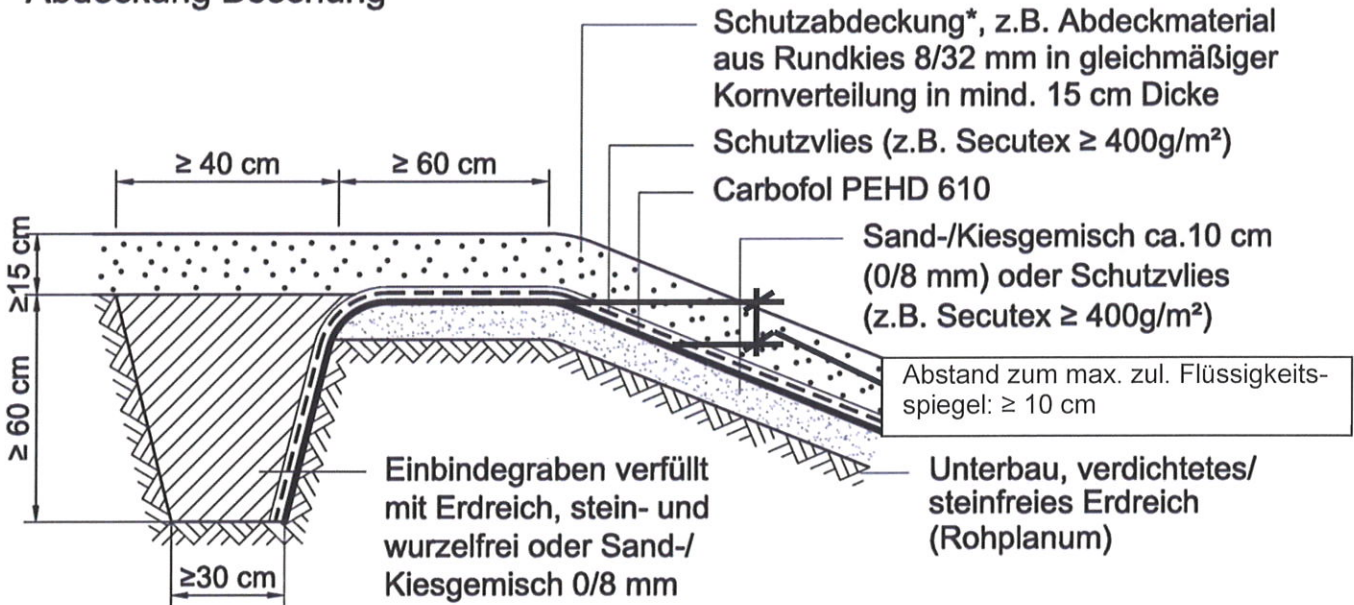 Abdeckung Böschung
Schutzabdeckung*, z.B. Abdeckmaterial
aus Rundkies 8/32 mm in gleichmäßiger
Kornverteilung in mind. 15 cm Dicke
Schutzvlies (z.B. Secutex ≥ 400g/m²)
Carbofol PEHD 610
Sand-/Kiesgemisch ca.10 cm
(0/8 mm) oder Schutzvlies
(z.B. Secutex ≥ 400g/m²)
≥ 40 cm
≥ 60 cm
≥15 cm
≥ 60 cm
Abstand zum max. zul. Flüssigkeits-
spiegel: ≥ 10 cm
Einbindegraben verfüllt
mit Erdreich, stein- und
wurzelfrei oder Sand-/
Kiesgemisch 0/8 mm
Unterbau, verdichtetes/
steinfreies Erdreich
(Rohplanum)
≥30 cm